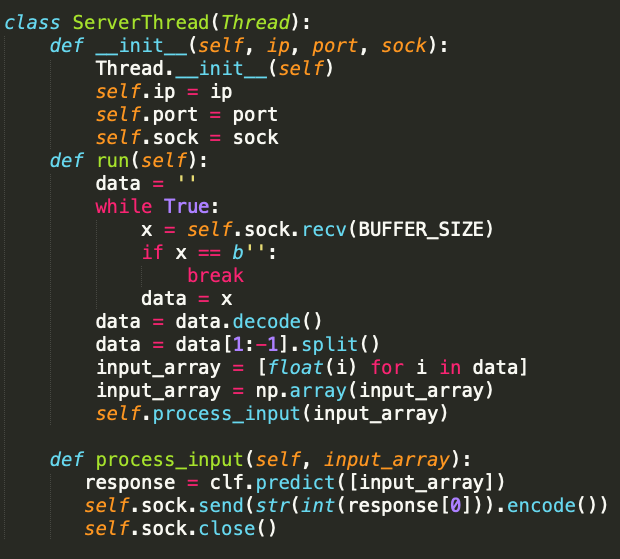 class ServerThread(Thread):
    def __init__(self, ip, port, sock):
        Thread.__init__(self)
        self.ip = ip
        self.port = port
        self.sock = sock
    def run(self):
        data = ''
        while True:
            x = self.sock.recv(BUFFER_SIZE)
            if x == b'':
                break
            data = x
        data = data.decode()
        data = data[1:-1].split()
        input_array = [float(i) for i in data]
        input_array = np.array(input_array)
        self.process_input(input_array)

    def process_input(self, input_array):
       response = clf.predict([input_array])
       self.sock.send(str(int(response[0])).encode())
       self.sock.close()